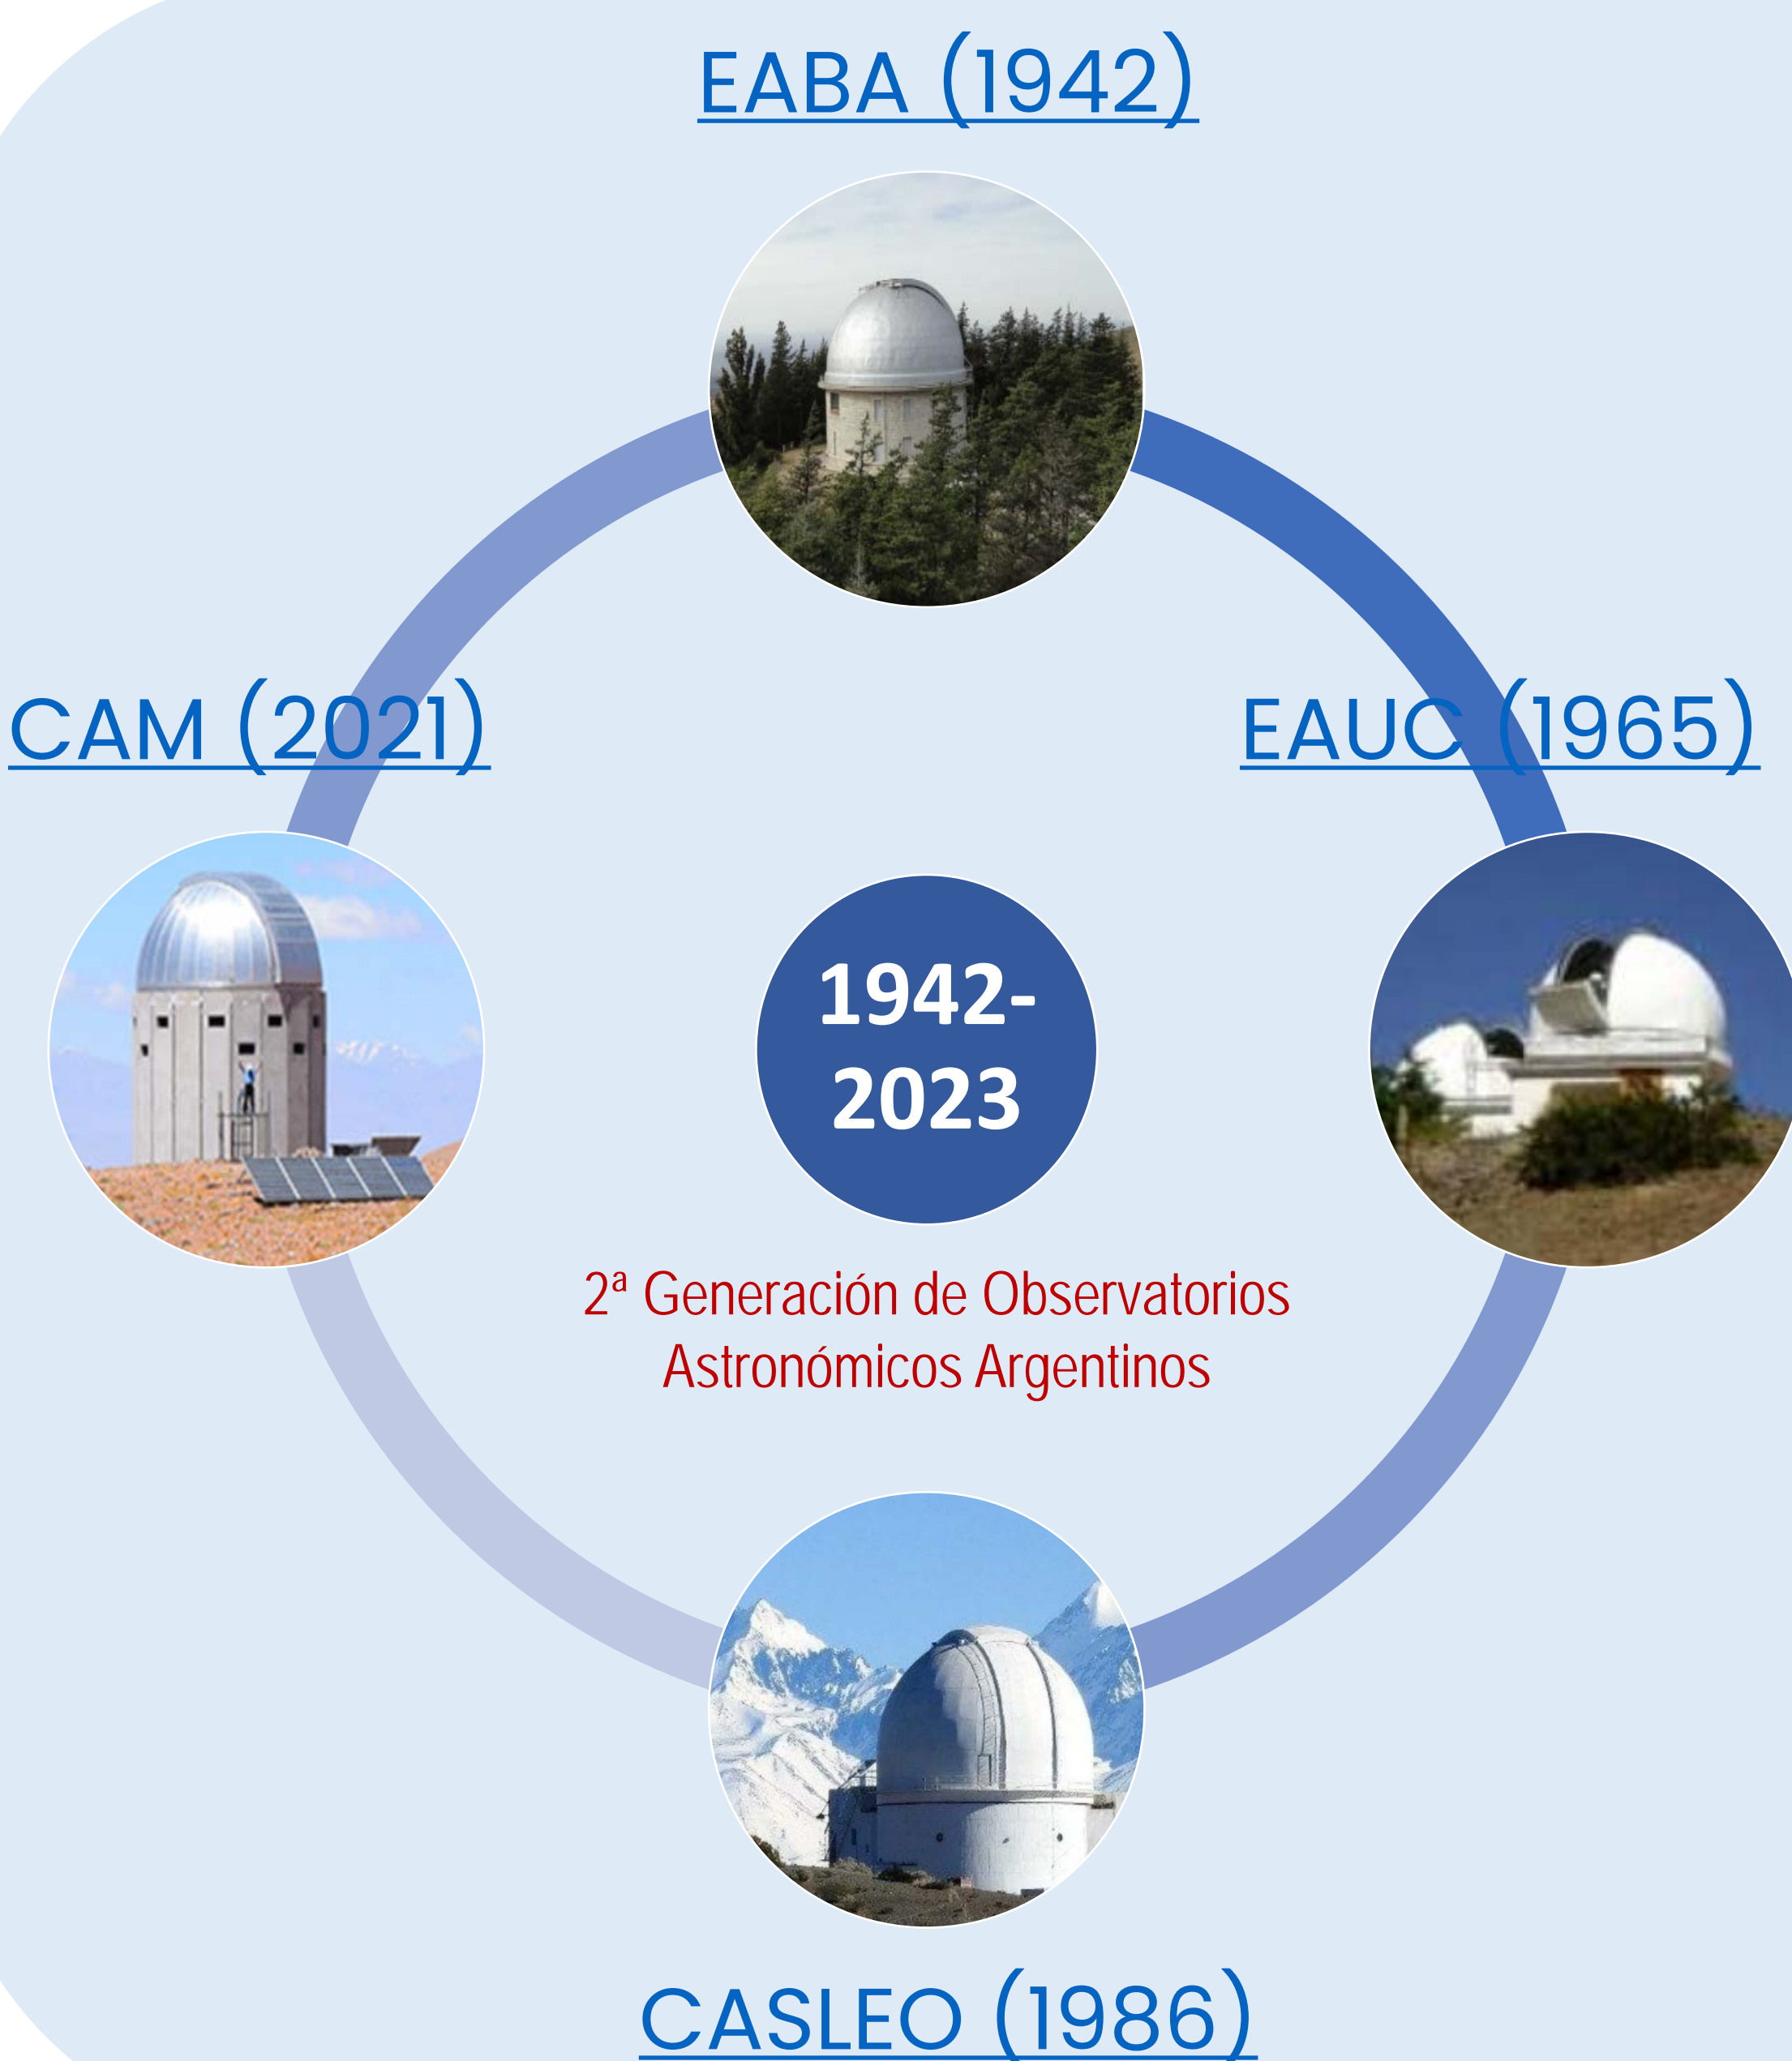 EABA (1942)
CAM (2021)
EAUC (1965)
1942-
2023
2ª Generación de Observatorios
Astronómicos Argentinos
CASLEO (1986)